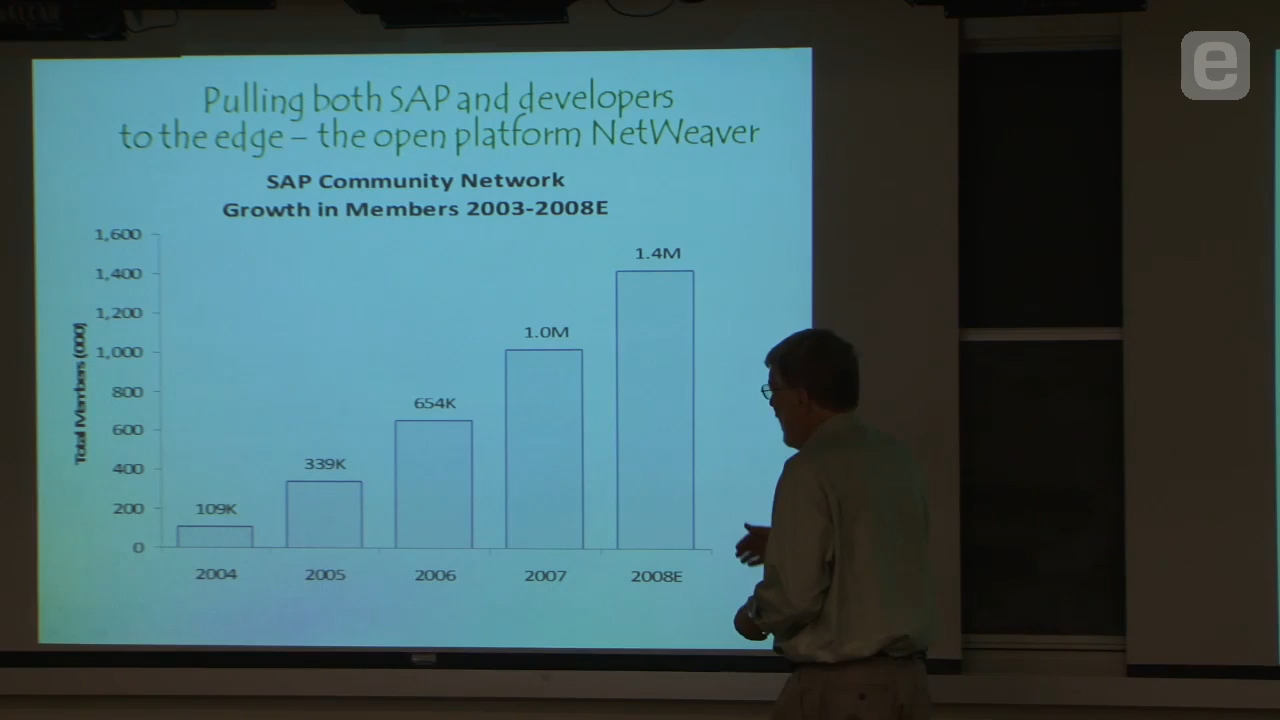 e
Pulling both SAP and developers
to the edge – the open platform NetWeaver
SAP Community Network
Growth in Members 2003-2008E
Total Members (000)
1,600
1,400
1,200
1,000
800
600
400
200
0
109K
339K
654K
1.0M
1.4M
2004
2005
2006
2007
2008E